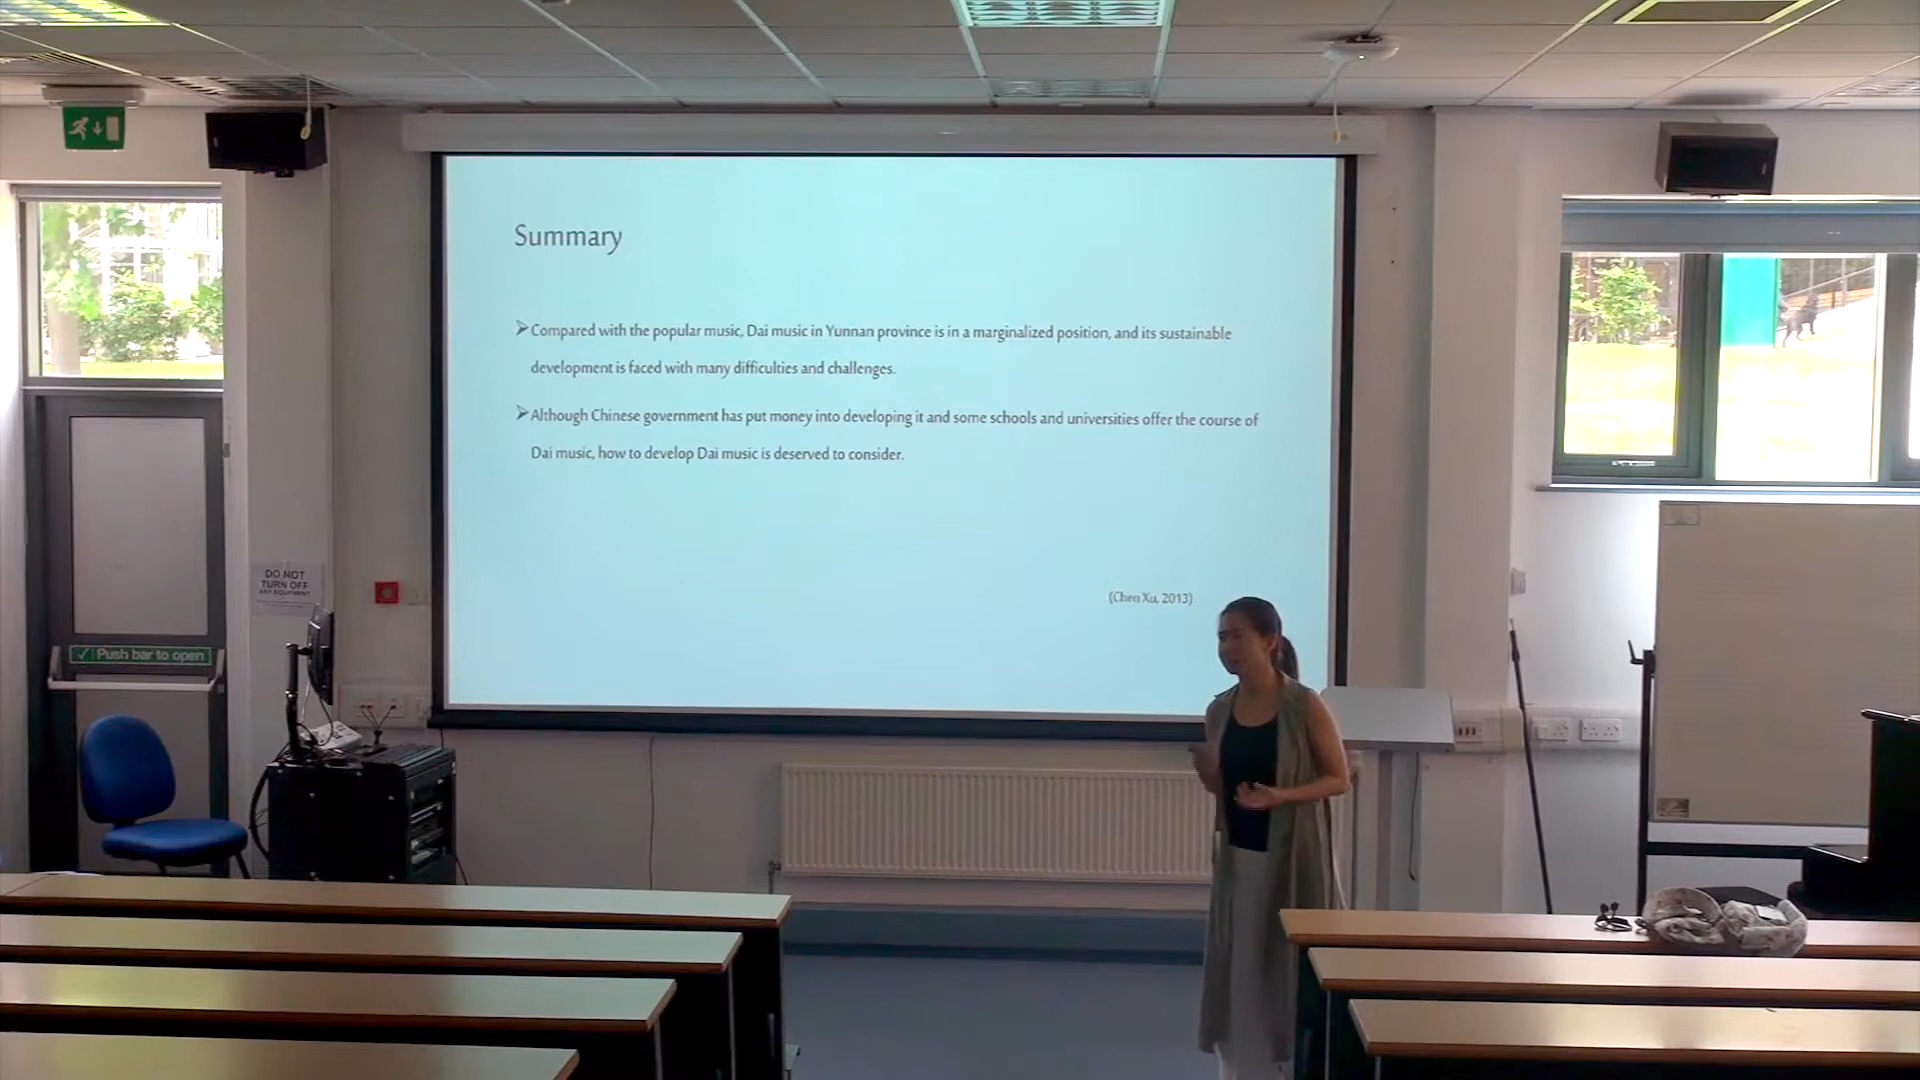 Summary
Compared with the popular music, Dai music in Yunnan province is in a marginalized position, and its sustainable
development is faced with many difficulties and challenges.
Although Chinese government has put money into developing it and some schools and universities offer the course of
Dai music, how to develop Dai music is deserved to consider.
(Chen Xu, 2013)
DO NOT
TURN OFF
ANY EQUIPMENT
Push bar to open